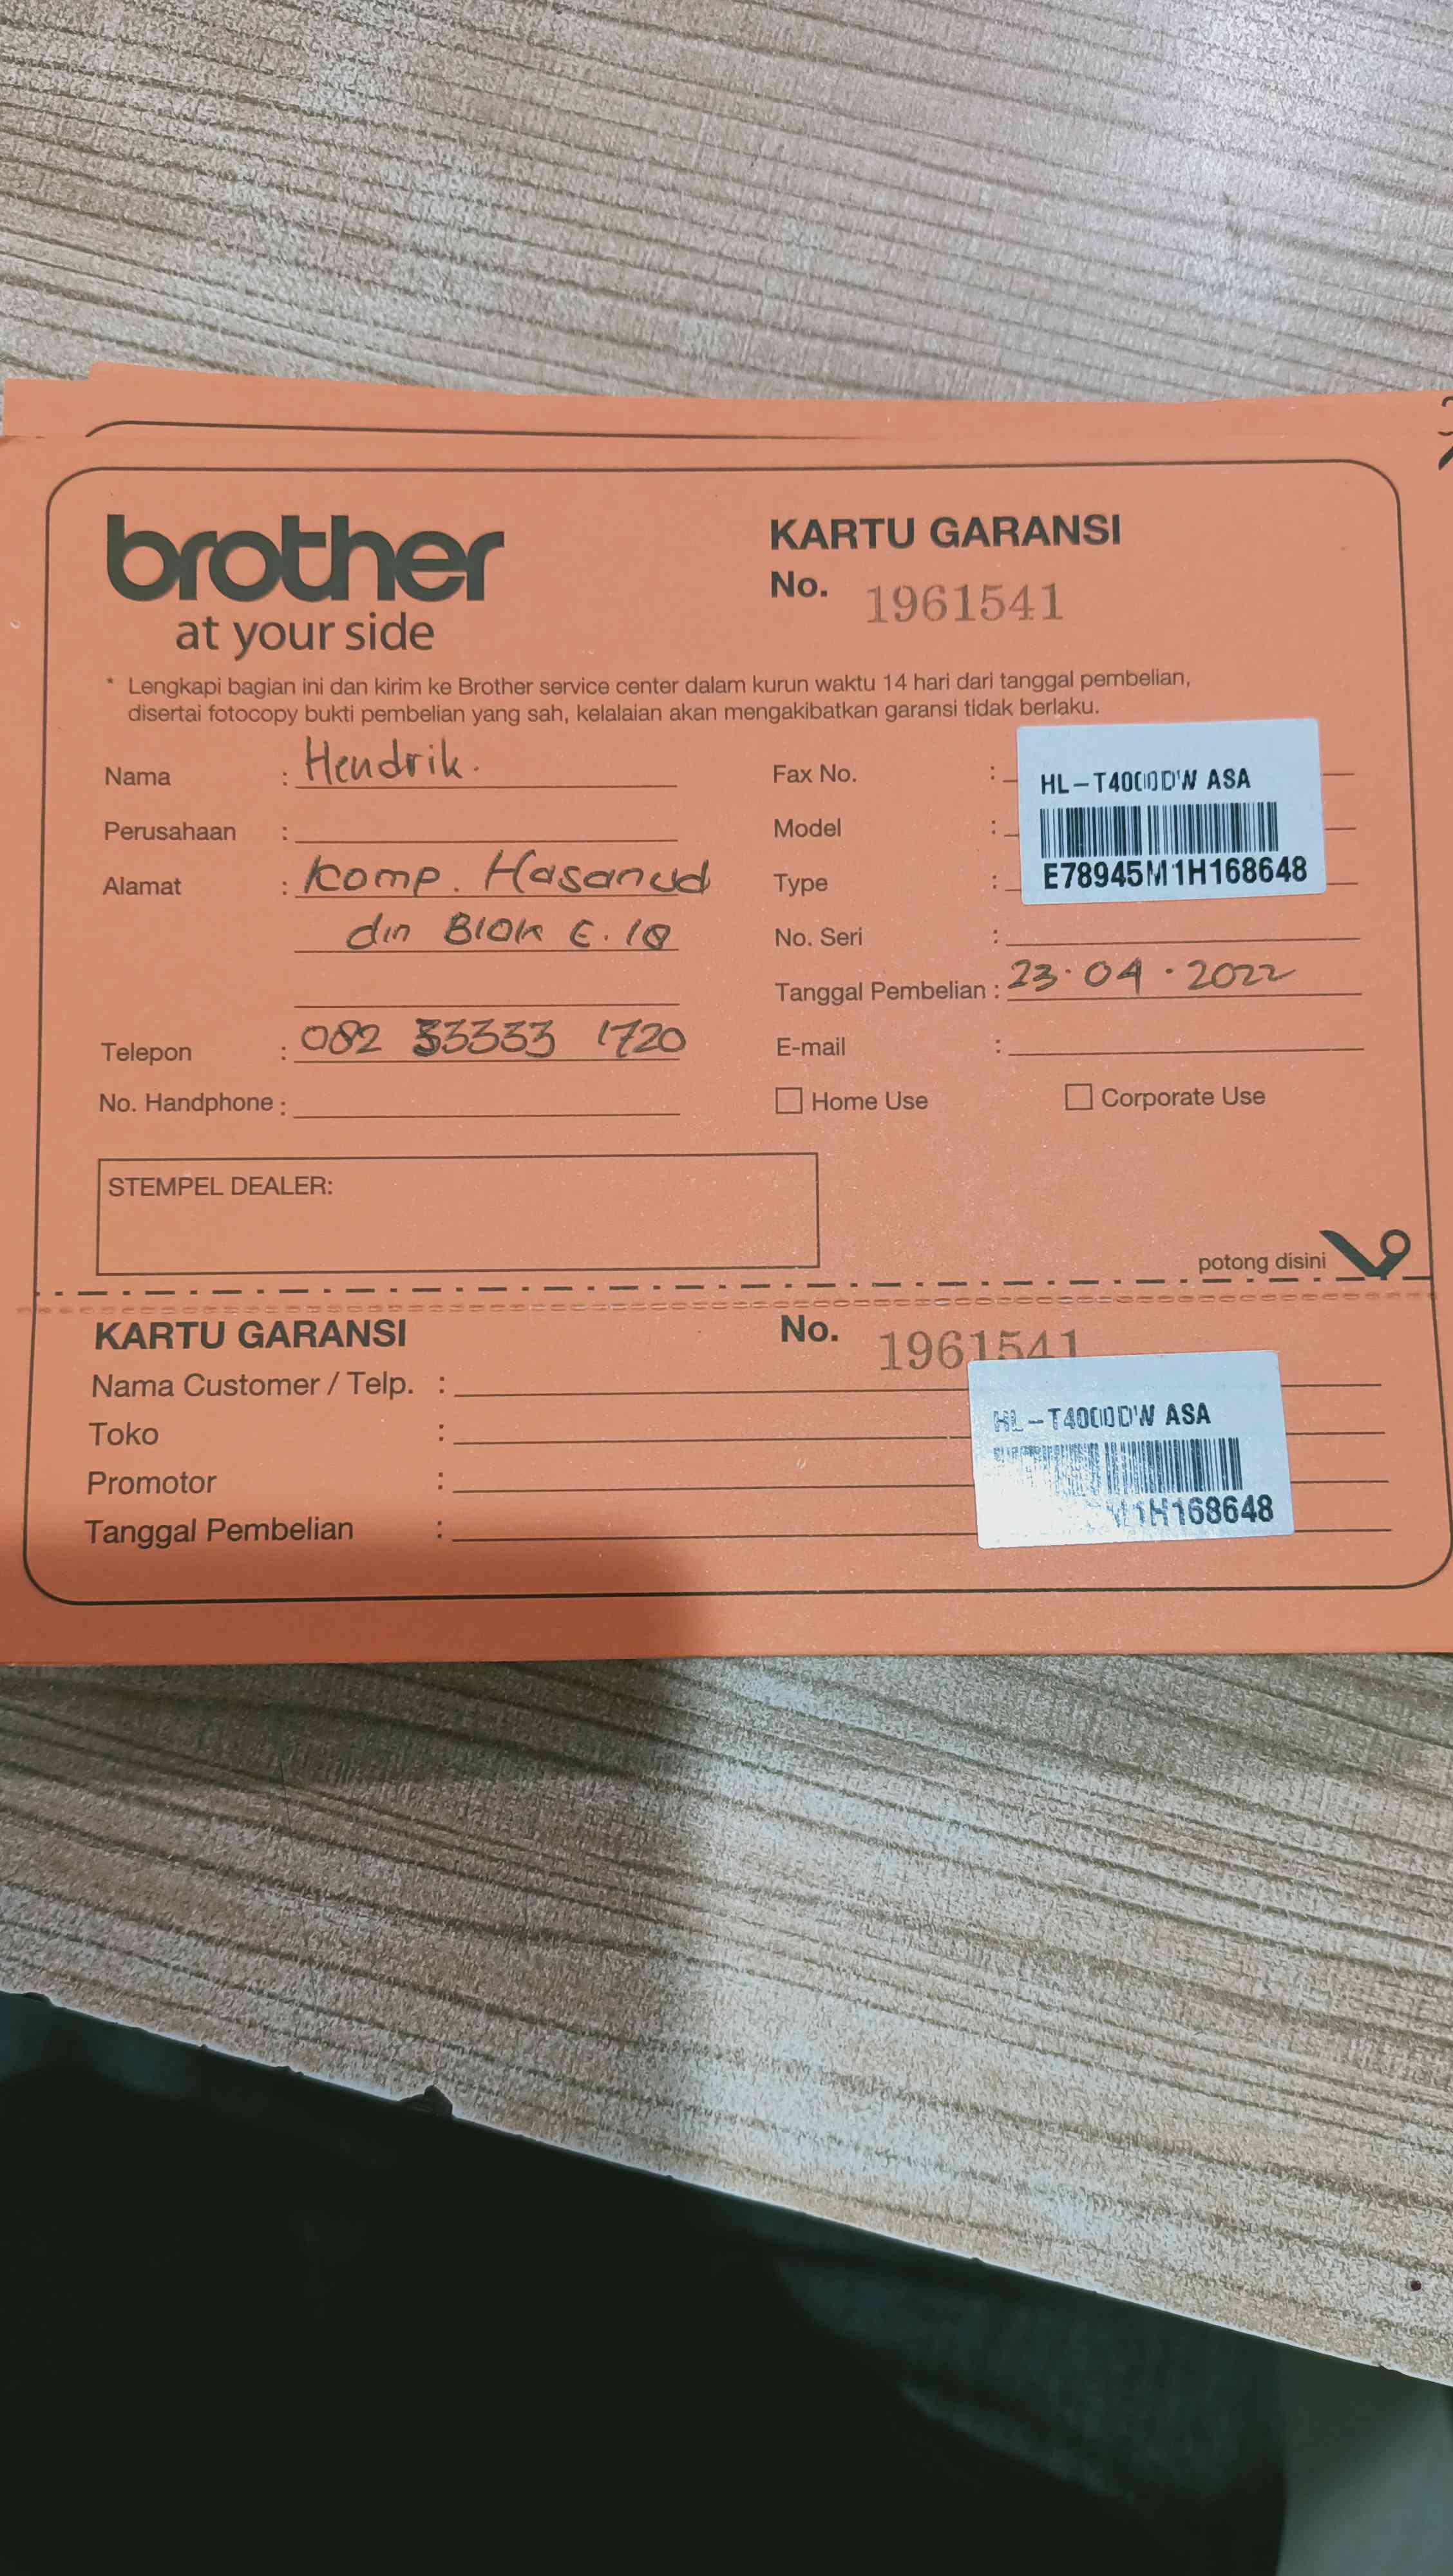 brother
at your side
KARTU GARANSI
No. 1961541
* Lengkapi bagian ini dan kirim ke Brother service center dalam kurun waktu 14 hari dari tanggal pembelian,
disertai fotocopy bukti pembelian yang sah, kelalaian akan mengakibatkan garansi tidak berlaku.
Nama : Hendrik.
Perusahaan :
Alamat : Komp. Hasanud
din Blok E.
Telepon : 082 53333 1720
No. Handphone :
Fax No. :
Model :
Type :
HL-T4000DW ASA
E78945M1H168648
No. Seri :
Tanggal Pembelian : 23.04.2022
E-mail :
Home Use
Corporate Use
STEMPEL DEALER:
potong disini
KARTU GARANSI
No. 1961541
Nama Customer / Telp. :
Toko :
Promotor :
Tanggal Pembelian :
HL-T4000DW ASA
M1H168648